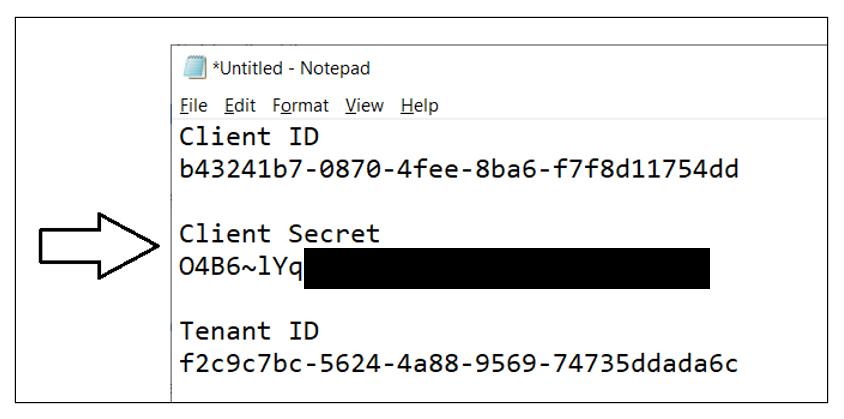 *Untitled - Notepad
File Edit Format View Help
Client ID
b43241b7-0870-4fee-8ba6-f7f8d11754dd
Client Secret
O4B6~lYq
Tenant ID
f2c9c7bc-5624-4a88-9569-74735ddada6c